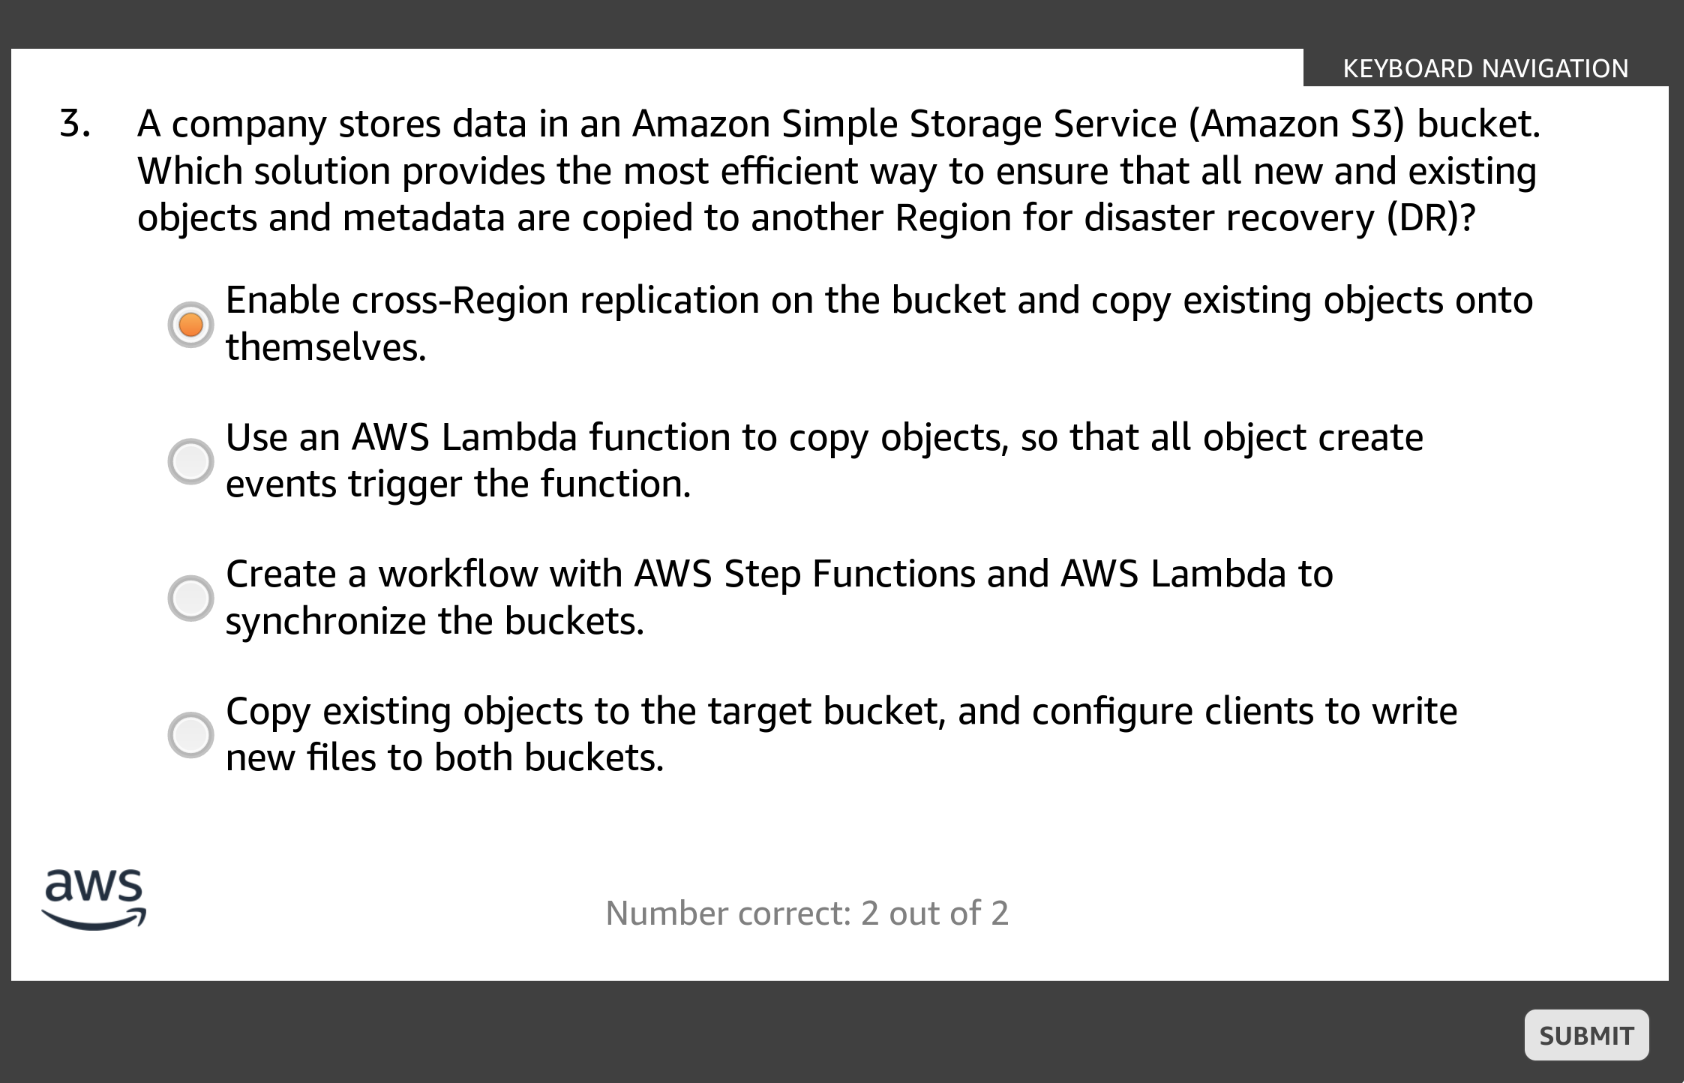 KEYBOARD NAVIGATION
3. A company stores data in an Amazon Simple Storage Service (Amazon S3) bucket.
Which solution provides the most efficient way to ensure that all new and existing
objects and metadata are copied to another Region for disaster recovery (DR)?
Enable cross-Region replication on the bucket and copy existing objects onto
themselves.
Use an AWS Lambda function to copy objects, so that all object create
events trigger the function.
Create a workflow with AWS Step Functions and AWS Lambda to
synchronize the buckets.
Copy existing objects to the target bucket, and configure clients to write
new files to both buckets.
aws
Number correct: 2 out of 2
SUBMIT